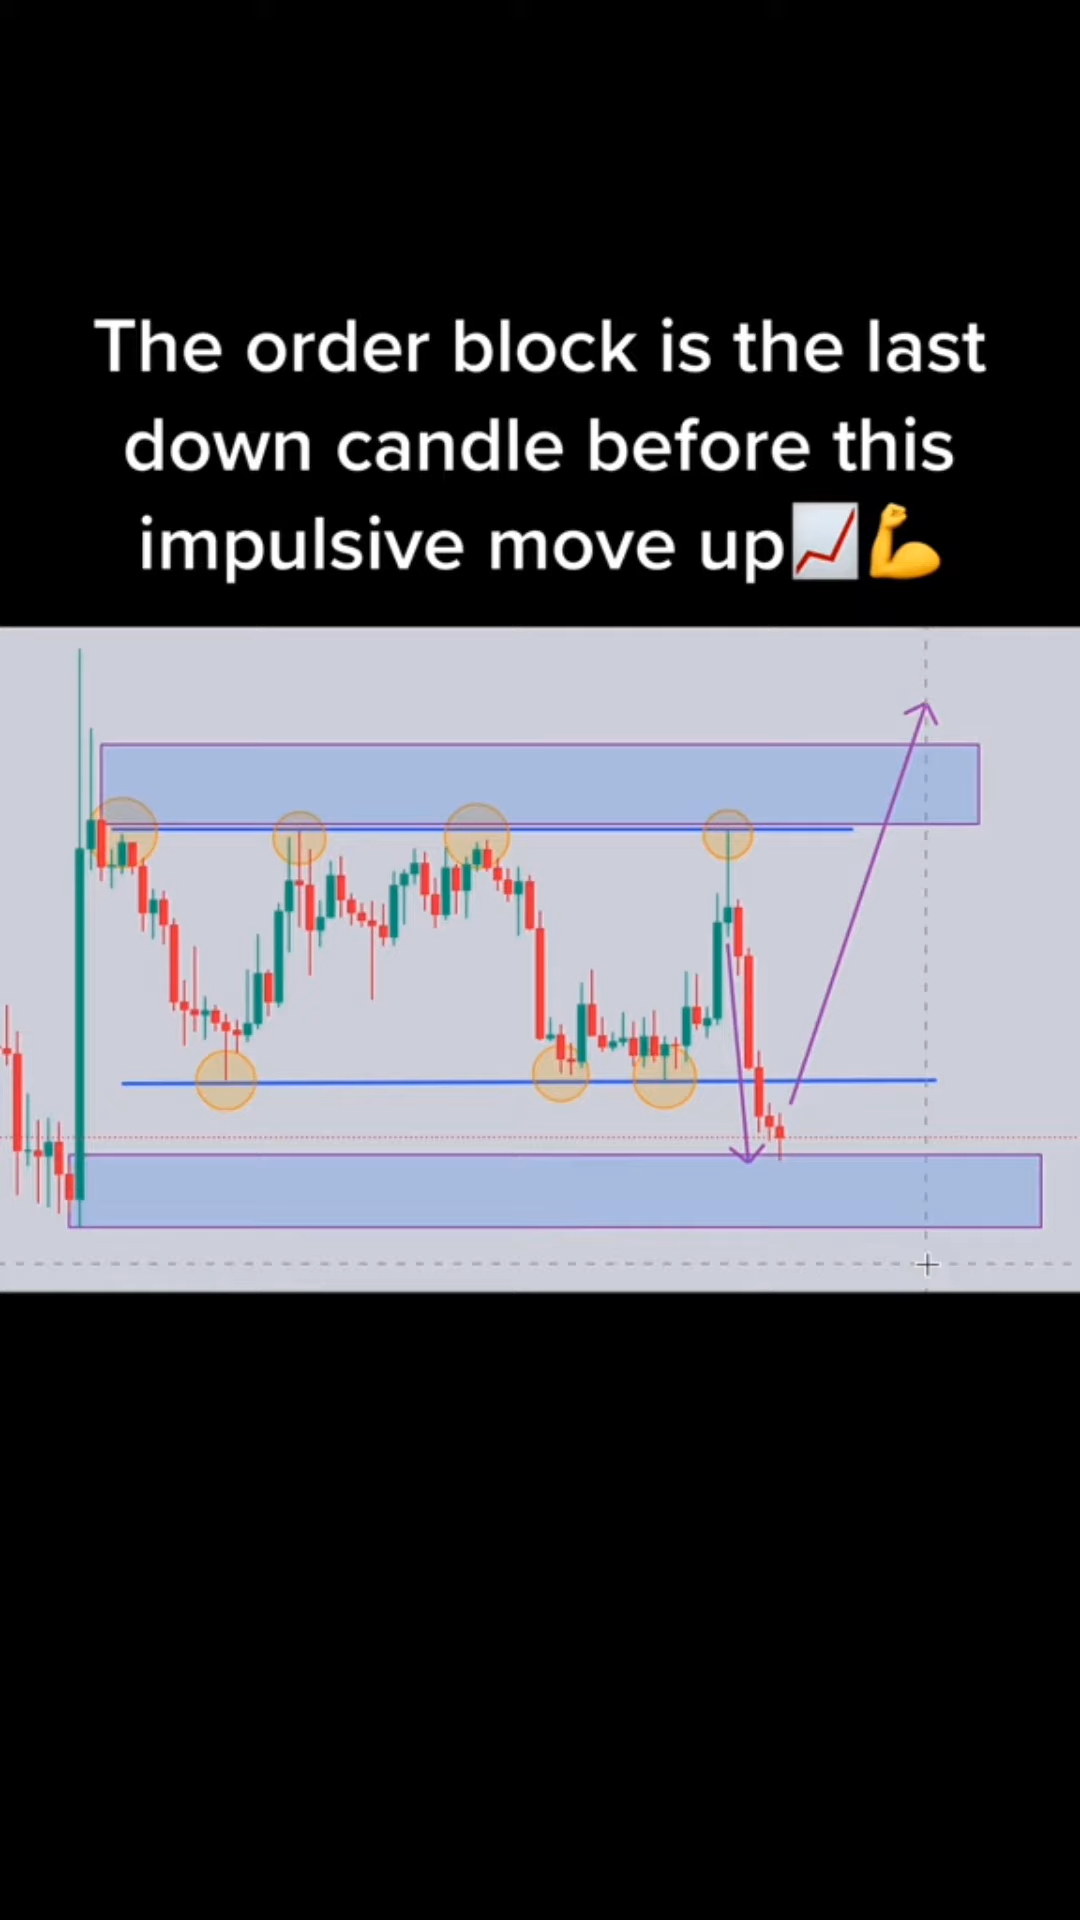 The order block is the last
down candle before this
impulsive move up📈💪